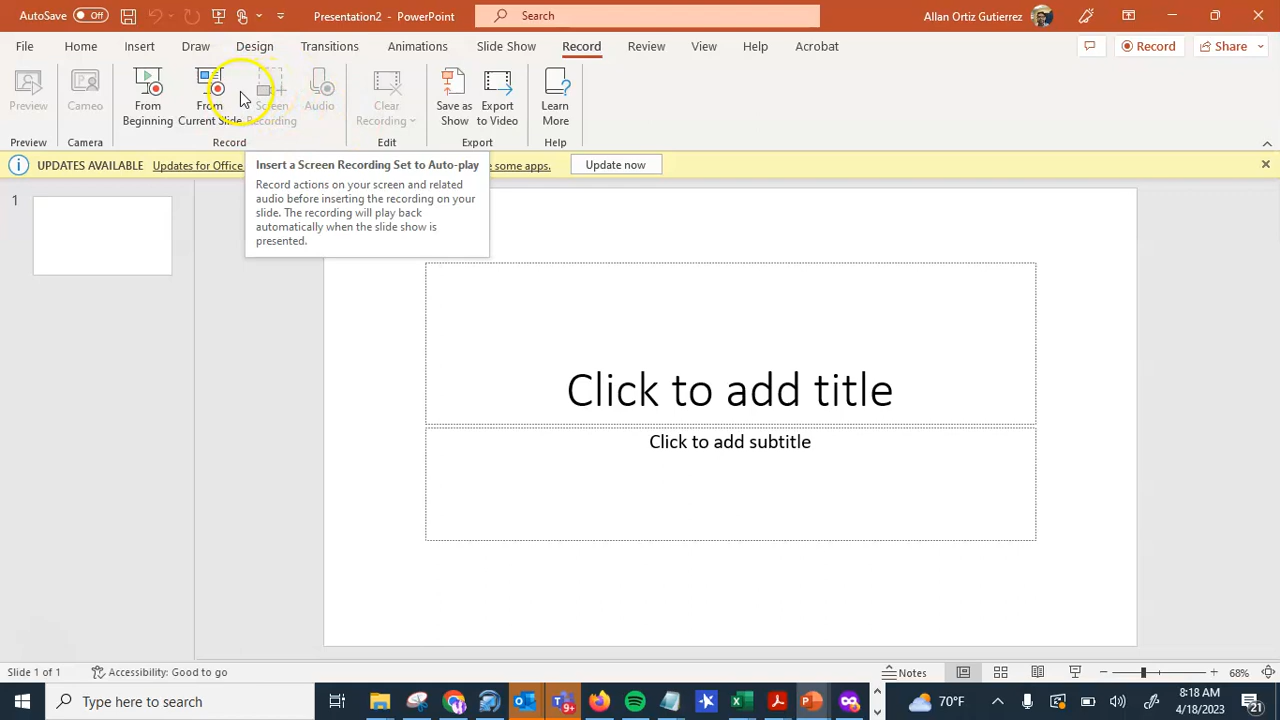 AutoSave Off
Presentation2 - PowerPoint
Search
Allan Ortiz Gutierrez
File Home Insert Draw Design Transitions Animations Slide Show Record Review View Help Acrobat
Record Share
Preview
Cameo
From Beginning
From Current Slide
Screen Recording
Audio
Clear Recording
Save as Show
Export to Video
Learn More
Preview Camera Record Edit Export Help
UPDATES AVAILABLE Updates for Office
e some apps. Update now
Insert a Screen Recording Set to Auto-play
Record actions on your screen and related
audio before inserting the recording on your
slide. The recording will play back
automatically when the slide show is
presented.
1
Click to add title
Click to add subtitle
Slide 1 of 1 Accessibility: Good to go Notes 68%
Type here to search
9+
70°F
8:18 AM
4/18/2023
21